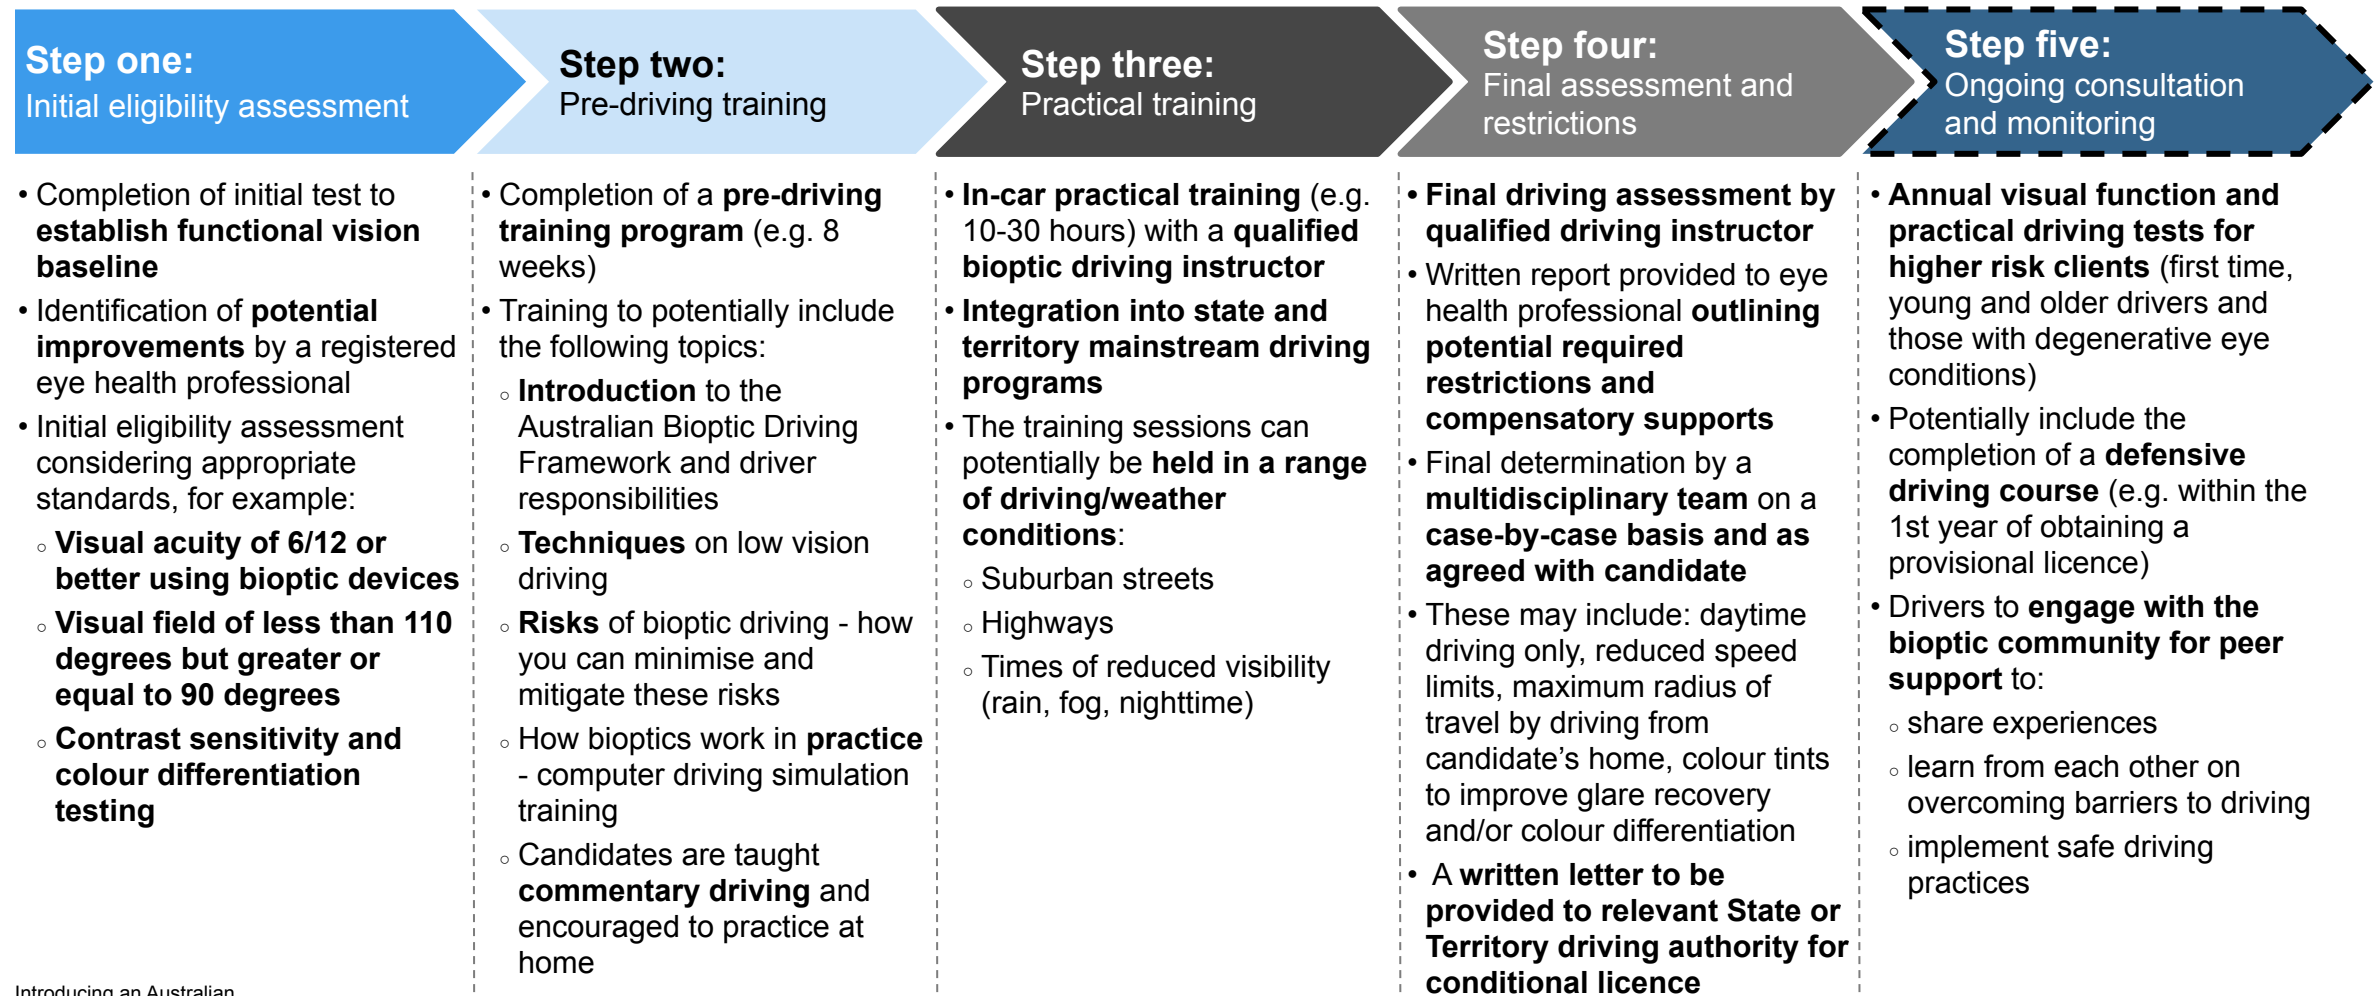 Step one:
Initial eligibility assessment
• Completion of initial test to
establish functional vision
baseline
• Identification of potential
improvements by a registered
eye health professional
• Initial eligibility assessment
considering appropriate
standards, for example:
○ Visual acuity of 6/12 or
better using bioptic devices
○ Visual field of less than 110
degrees but greater or
equal to 90 degrees
○ Contrast sensitivity and
colour differentiation
testing
Step two:
Pre-driving training
• Completion of a pre-driving
training program (e.g. 8
weeks)
• Training to potentially include
the following topics:
○ Introduction to the
Australian Bioptic Driving
Framework and driver
responsibilities
○ Techniques on low vision
driving
○ Risks of bioptic driving - how
you can minimise and
mitigate these risks
○ How bioptics work in practice
- computer driving simulation
training
○ Candidates are taught
commentary driving and
encouraged to practice at
home
Step three:
Practical training
• In-car practical training (e.g.
10-30 hours) with a qualified
bioptic driving instructor
• Integration into state and
territory mainstream driving
programs
• The training sessions can
potentially be held in a range
of driving/weather
conditions:
○ Suburban streets
○ Highways
○ Times of reduced visibility
(rain, fog, nighttime)
Step four:
Final assessment and
restrictions
• Final driving assessment by
qualified driving instructor
• Written report provided to eye
health professional outlining
potential required
restrictions and
compensatory supports
• Final determination by a
multidisciplinary team on a
case-by-case basis and as
agreed with candidate
• These may include: daytime
driving only, reduced speed
limits, maximum radius of
travel by driving from
candidate's home, colour tints
to improve glare recovery
and/or colour differentiation
• A written letter to be
provided to relevant State or
Territory driving authority for
conditional licence
Step five:
Ongoing consultation
and monitoring
• Annual visual function and
practical driving tests for
higher risk clients (first time,
young and older drivers and
those with degenerative eye
conditions)
• Potentially include the
completion of a defensive
driving course (e.g. within the
1st year of obtaining a
provisional licence)
• Drivers to engage with the
bioptic community for peer
support to:
○ share experiences
○ learn from each other on
overcoming barriers to driving
○ implement safe driving
practices
Introducing an Australian